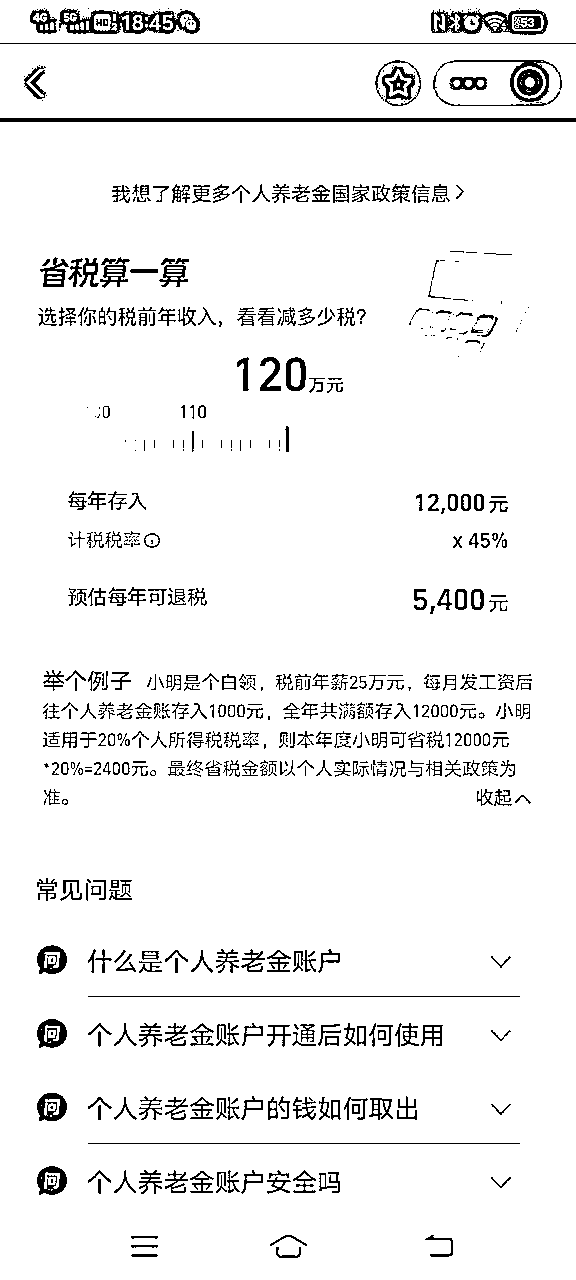 4G 5G HD 18:45 53
我想了解更多个人养老金国家政策信息
省税算一算
选择你的税前年收入，看看减多少税？
120万元
110
每年存入 12,000元
计税税率 x 45%
预估每年可退税 5,400元
举个例子 小明是个白领，税前年薪25万元，每月发工资后
往个人养老金账存入1000元，全年共满额存入12000元。小明
适用于20%个人所得税税率，则本年度小明可省税12000元
*20%=2400元。最终省税金额以个人实际情况与相关政策为
准。 收起
常见问题
问 什么是个人养老金账户
问 个人养老金账户开通后如何使用
问 个人养老金账户的钱如何取出
问 个人养老金账户安全吗